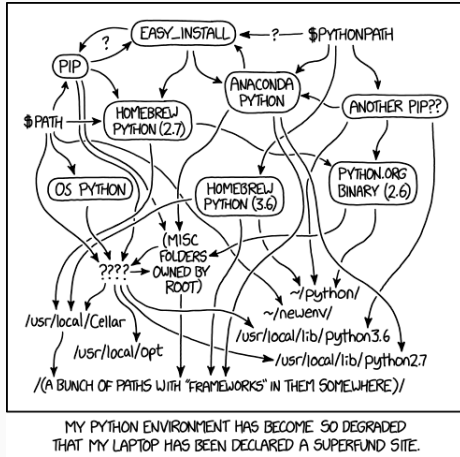 EASY_INSTALL
$PYTHONPATH
?
?
PIP
ANACONDA
PYTHON
ANOTHER PIP??
HOMEBREW
PYTHON (2.7)
$PATH
OS PYTHON
HOMEBREW
PYTHON (3.6)
PYTHON.ORG
BINARY (2.6)
(MISC
FOLDERS
OWNED BY
ROOT)
????
~/python/
~/newenv/
/usr/local/Cellar
/usr/local/opt
/usr/local/lib/python3.6
/usr/local/lib/python2.7
/(A BUNCH OF PATHS WITH "FRAMEWORKS" IN THEM SOMEWHERE)/
MY PYTHON ENVIRONMENT HAS BECOME SO DEGRADED
THAT MY LAPTOP HAS BEEN DECLARED A SUPERFUND SITE.